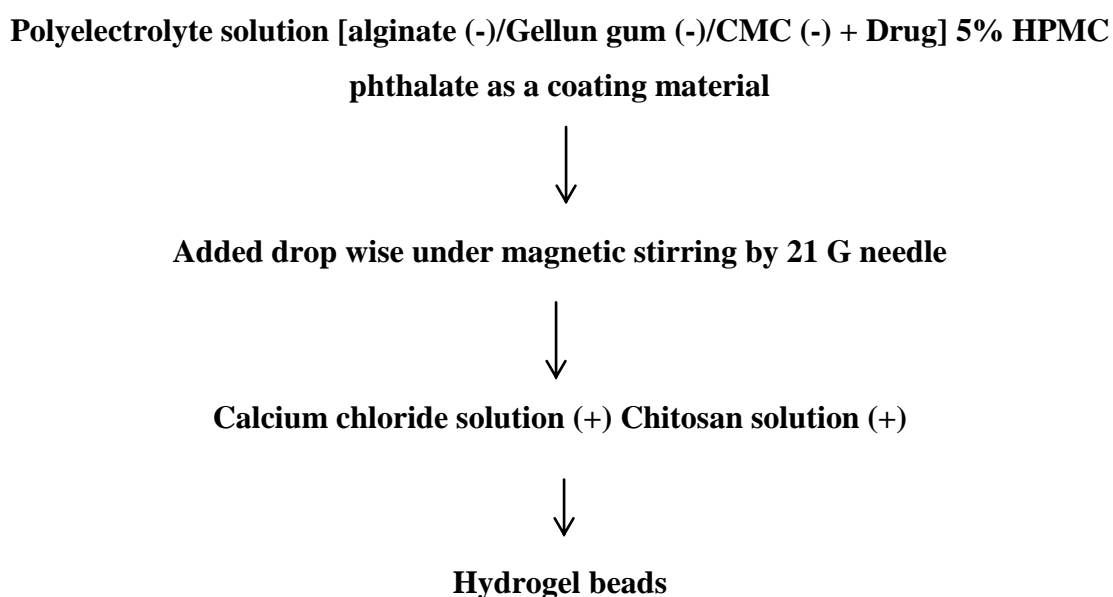 Polyelectrolyte solution [alginate (-)/Gellun gum (-)/CMC (-) + Drug] 5% HPMC
phthalate as a coating material
Added drop wise under magnetic stirring by 21 G needle
Calcium chloride solution (+) Chitosan solution (+)
Hydrogel beads